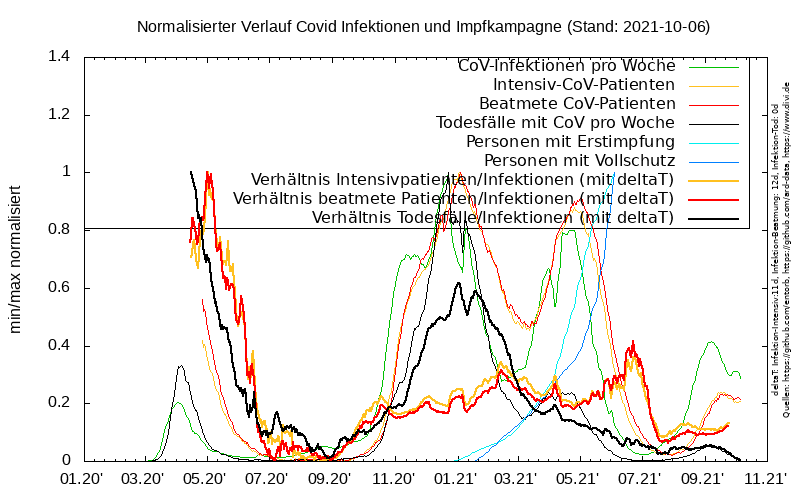 Normalisierter Verlauf Covid Infektionen und Impfkampagne (Stand: 2021-10-06)
1.4
1.2
1
0.8
0.6
0.4
0.2
0
min/max normalisiert
CoV-Infektionen pro Woche
Intensiv-CoV-Patienten
Beatmete CoV-Patienten
Todesfälle mit CoV pro Woche
Personen mit Erstimpfung
Personen mit Vollschutz
Verhältnis Intensivpatienten/Infektionen (mit deltaT)
Verhältnis beatmete Patienten/Infektionen (mit deltaT)
Verhältnis Todesfälle/Infektionen (mit deltaT)
01.20' 03.20' 05.20' 07.20' 09.20' 11.20' 01.21' 03.21' 05.21' 07.21' 09.21' 11.21'
deltaT: Infektion-Intensiv:11d, Infektion-Beatmung: 12d, Infektion-Tod: 0d
Quellen: https://github.com/entorb, https://github.com/ard-data, https://www.divi.de